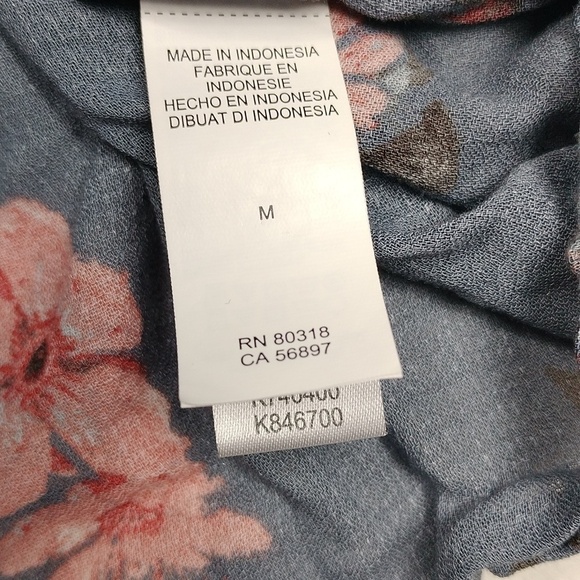 MADE IN INDONESIA
FABRIQUE EN
INDONESIE
HECHO EN INDONESIA
DIBUAT DI INDONESIA
M
RN 80318
CA 56897
K846700